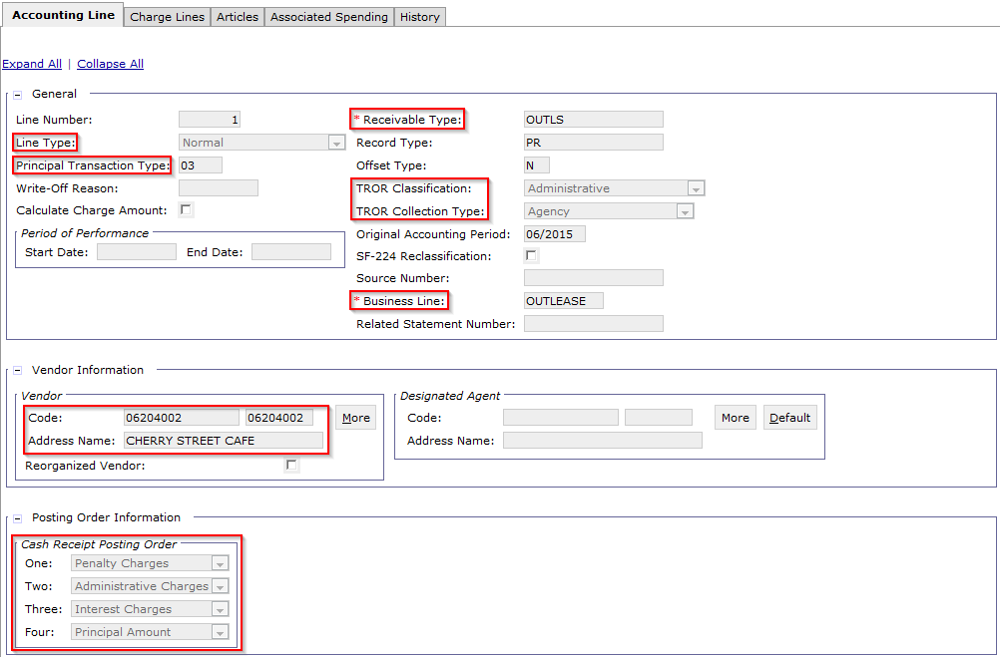 Accounting Line Charge Lines Articles Associated Spending History
Expand All | Collapse All
General
Line Number: 1
Line Type: Normal
Principal Transaction Type: 03
Write-Off Reason:
Calculate Charge Amount:
Period of Performance
Start Date: End Date:
* Receivable Type: OUTLS
Record Type: PR
Offset Type: N
TROR Classification: Administrative
TROR Collection Type: Agency
Original Accounting Period: 06/2015
SF-224 Reclassification:
Source Number:
* Business Line: OUTLEASE
Related Statement Number:
Vendor Information
Vendor
Code: 06204002 06204002 More
Address Name: CHERRY STREET CAFE
Reorganized Vendor:
Designated Agent
Code: More Default
Address Name:
Posting Order Information
Cash Receipt Posting Order
One: Penalty Charges
Two: Administrative Charges
Three: Interest Charges
Four: Principal Amount